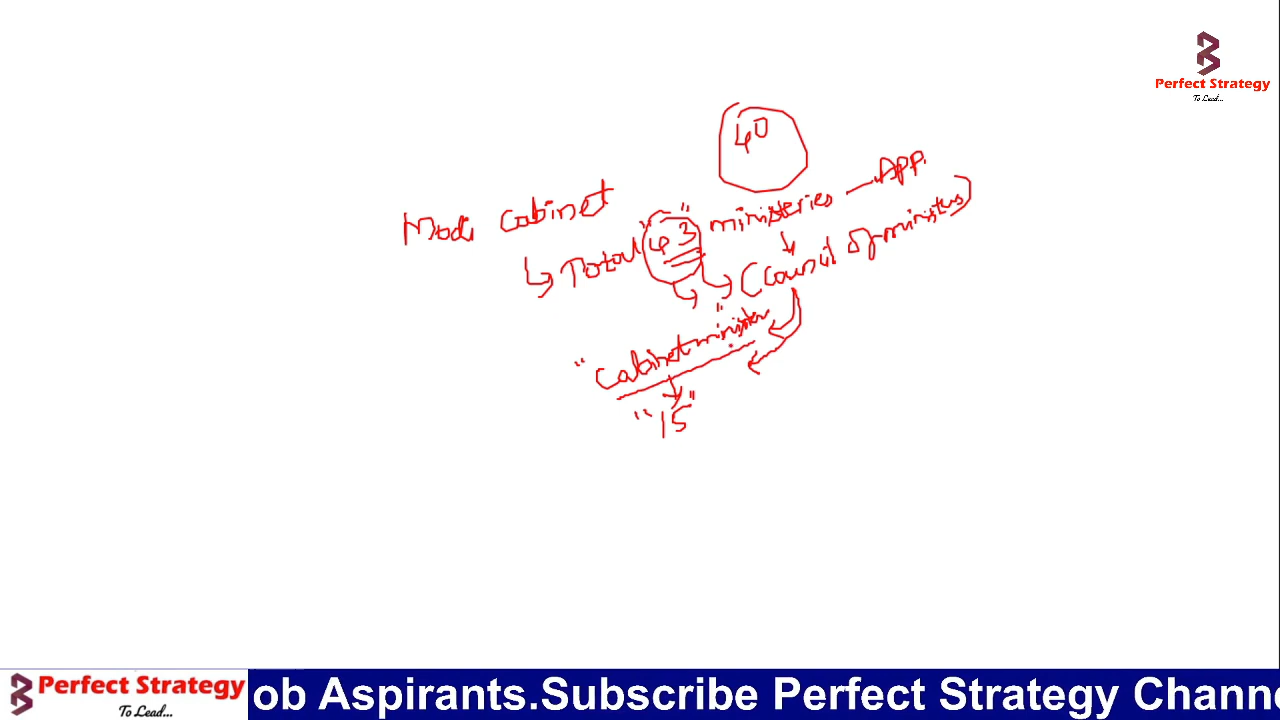 Perfect Strategy
To Lead...
40
Modi cabinet
Total "43" ministeries - App.
(Council of ministers)
"cabinet minister"
"15"
Perfect Strategy
To Lead...
ob Aspirants.Subscribe Perfect Strategy Channe